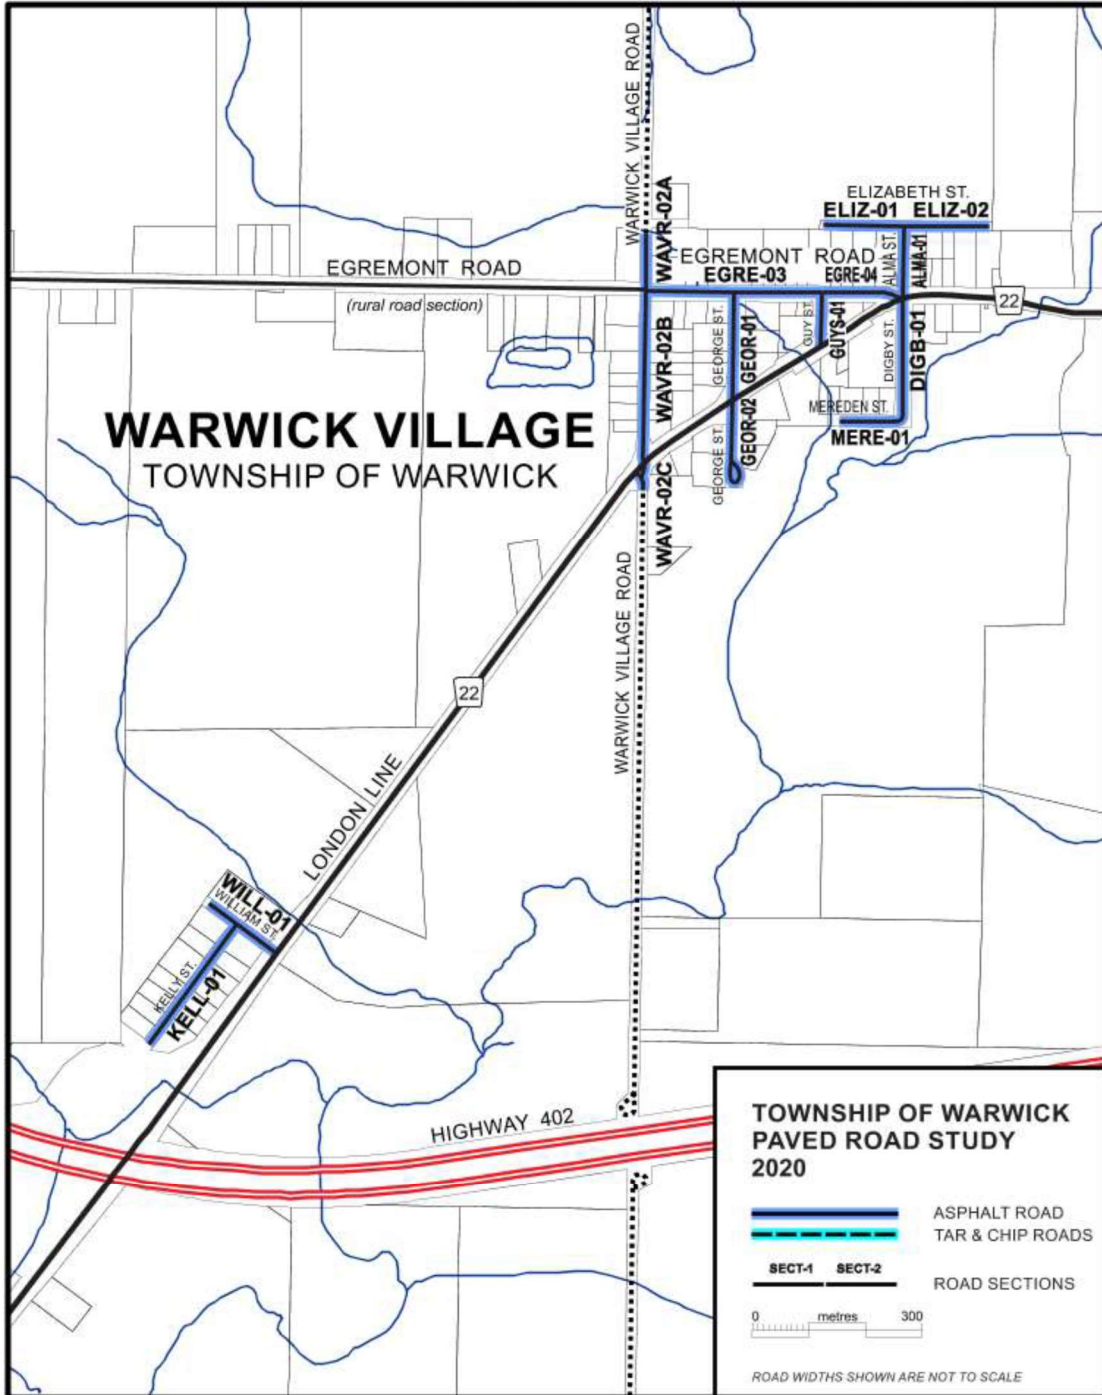 WARWICK VILLAGE ROAD
WARWICK VILLAGE ROAD
WAVR-02A
ELIZABETH ST.
ELIZ-01 ELIZ-02
ALMA ST.
ALMA-01
EGREMONT ROAD
EGREMONT ROAD
EGRE-03
EGRE-04
(rural road section)
22
WAVR-02B
GEORGE ST.
GEOR-01
GUY ST.
GUYS-01
DIGBY ST.
DIGB-01
MEREDEN ST.
MERE-01
WARWICK VILLAGE
TOWNSHIP OF WARWICK
GEORGE ST.
GEOR-02
WAVR-02C
WARWICK VILLAGE ROAD
22
LONDON LINE
WILL-01
WILLIAM ST.
KELLY ST.
KELL-01
HIGHWAY 402
TOWNSHIP OF WARWICK
PAVED ROAD STUDY
2020
ASPHALT ROAD
TAR & CHIP ROADS
SECT-1 SECT-2
ROAD SECTIONS
0 metres 300
ROAD WIDTHS SHOWN ARE NOT TO SCALE